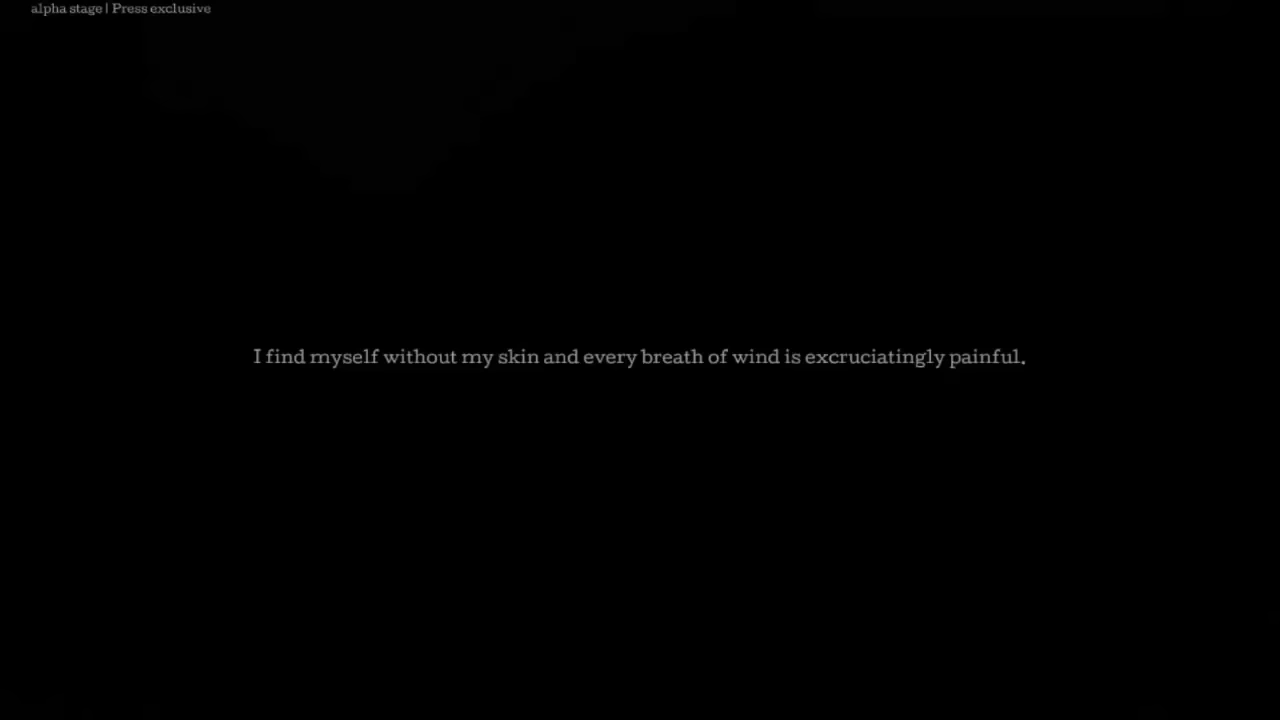 alpha stage | Press exclusive
I find myself without my skin and every breath of wind is excruciatingly painful.